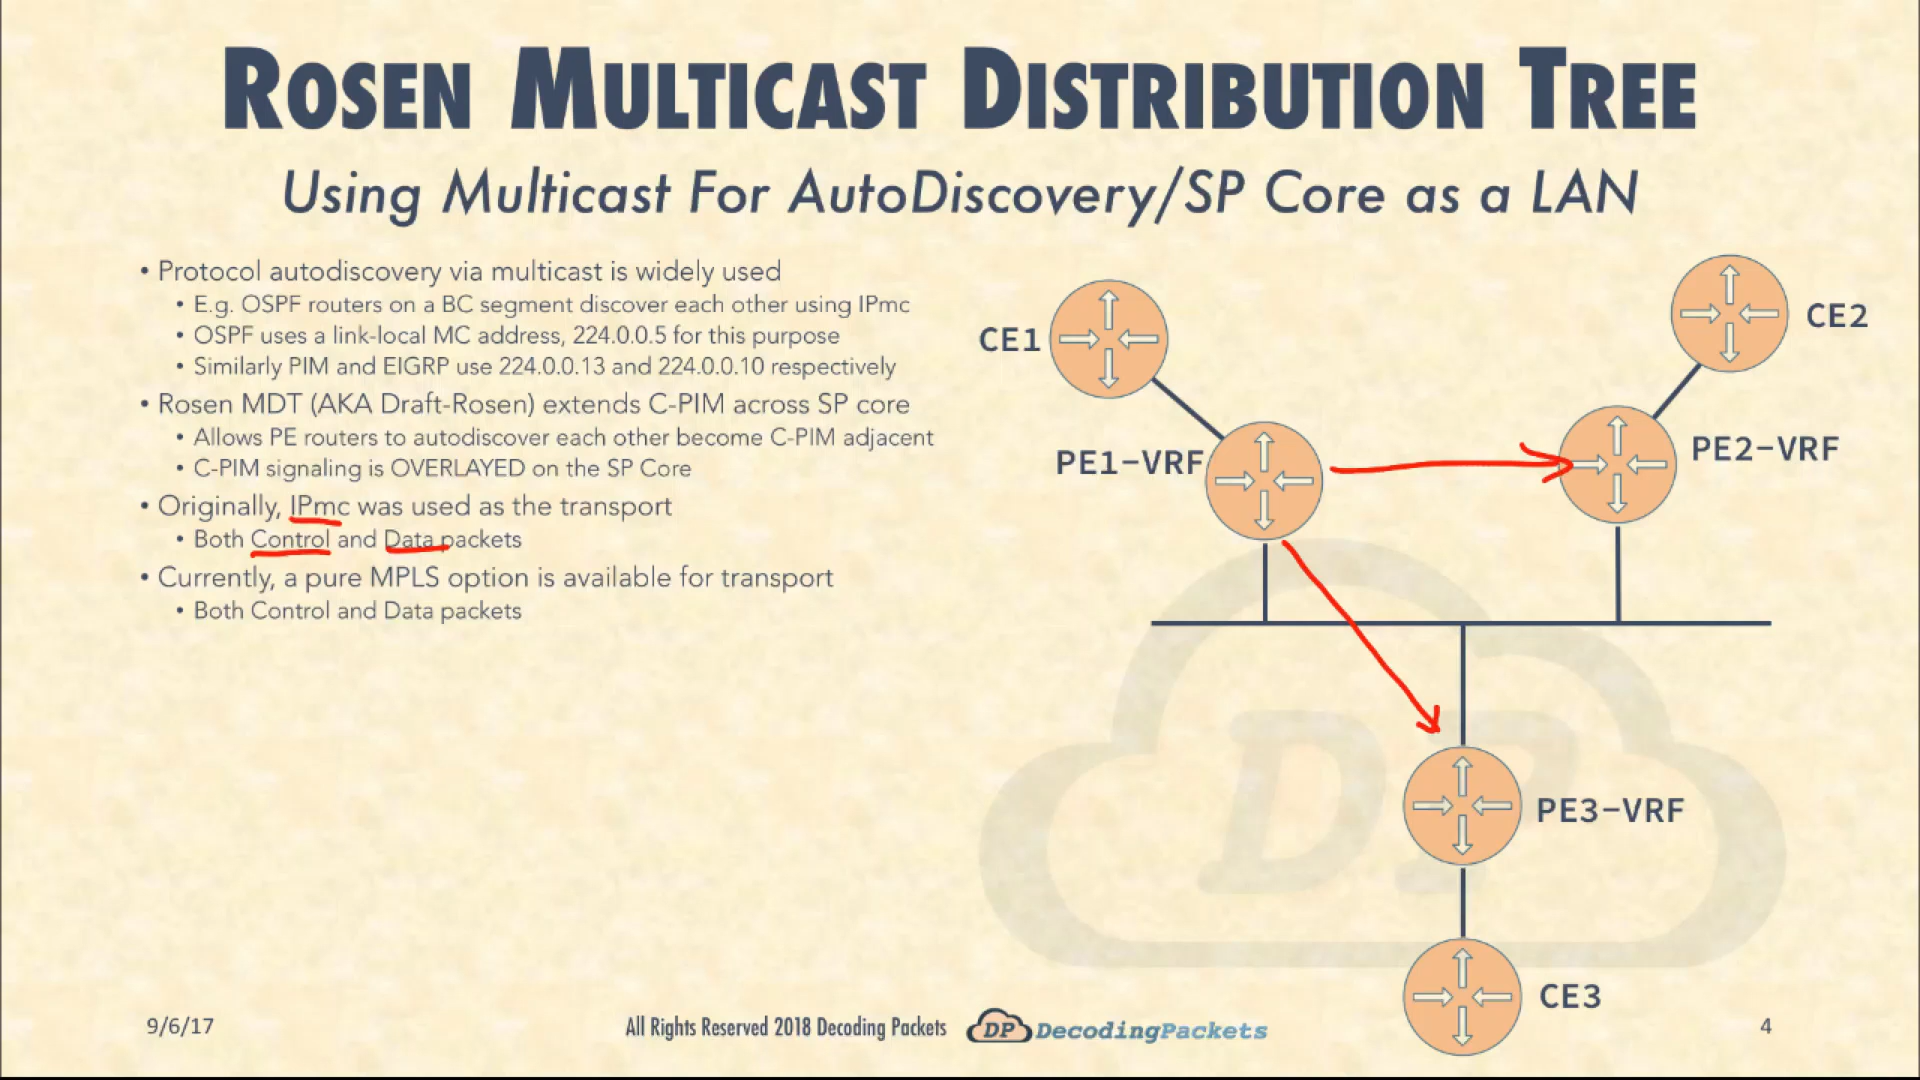 ROSEN MULTICAST DISTRIBUTION TREE
Using Multicast For AutoDiscovery/SP Core as a LAN
• Protocol autodiscovery via multicast is widely used
• E.g. OSPF routers on a BC segment discover each other using IPmc
• OSPF uses a link-local MC address, 224.0.0.5 for this purpose
• Similarly PIM and EIGRP use 224.0.0.13 and 224.0.0.10 respectively
• Rosen MDT (AKA Draft-Rosen) extends C-PIM across SP core
• Allows PE routers to autodiscover each other become C-PIM adjacent
• C-PIM signaling is OVERLAYED on the SP Core
• Originally, IPmc was used as the transport
• Both Control and Data packets
• Currently, a pure MPLS option is available for transport
• Both Control and Data packets
CE1
CE2
PE1-VRF
PE2-VRF
DP
PE3-VRF
CE3
9/6/17
All Rights Reserved 2018 Decoding Packets
DP DecodingPackets
4